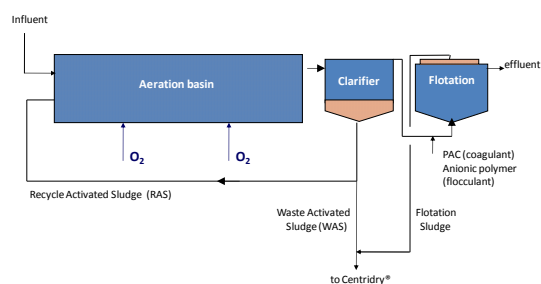 Influent
Aeration basin
Clarifier
Flotation
effluent
O2
O2
PAC (coagulant)
Anionic polymer
(flocculant)
Recycle Activated Sludge (RAS)
Waste Activated
Sludge (WAS)
Flotation
Sludge
to Centridry®